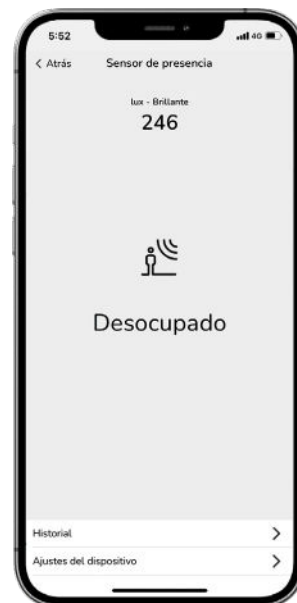 5:52
4G
Atrás
Sensor de presencia
lux - Brillante
246
Desocupado
Historial
Ajustes del dispositivo